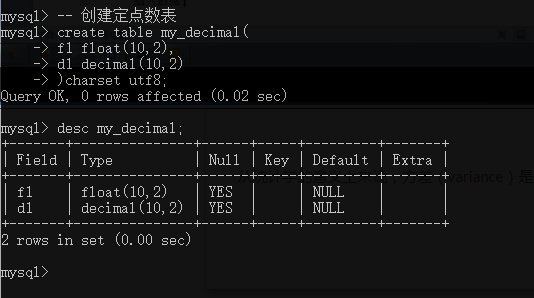 mysql> -- 创建定点数表
mysql> create table my_decimal(
    -> f1 float(10,2),
    -> d1 decimal(10,2)
    -> )charset utf8;
Query OK, 0 rows affected (0.02 sec)
mysql> desc my_decimal;
+-------+---------------+------+-----+---------+-------+
| Field | Type          | Null | Key | Default | Extra |
+-------+---------------+------+-----+---------+-------+
| f1    | float(10,2)   | YES  |     | NULL    |       |
| d1    | decimal(10,2) | YES  |     | NULL    |       |
+-------+---------------+------+-----+---------+-------+
2 rows in set (0.00 sec)
mysql>